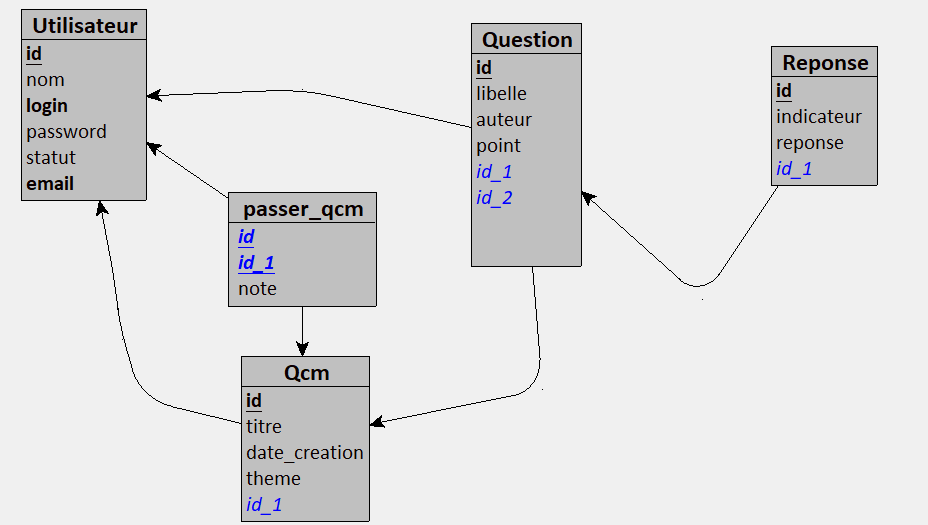 Utilisateur
id
nom
login
password
statut
email
passer_qcm
id
id_1
note
Qcm
id
titre
date_creation
theme
id_1
Question
id
libelle
auteur
point
id_1
id_2
Reponse
id
indicateur
reponse
id_1